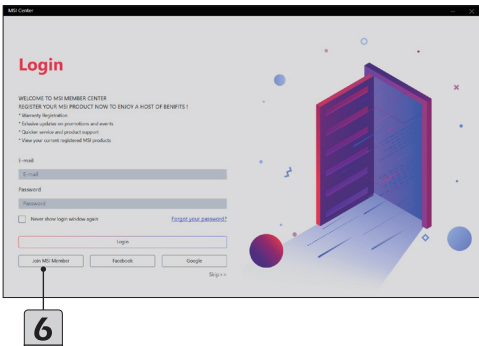 MSI Center
Login
WELCOME TO MSI MEMBER CENTER
REGISTER YOUR MSI PRODUCT NOW TO ENJOY A HOST OF BENIFITS !
* Warranty Registration
* Exlusive updates on promotions and events
* Quicker service and product support
* View your current registered MSI products
E-mail
E-mail
Password
Password
Never show login window again Forgot your password?
Login
Join MSI Member Facebook Google
Skip >>
6